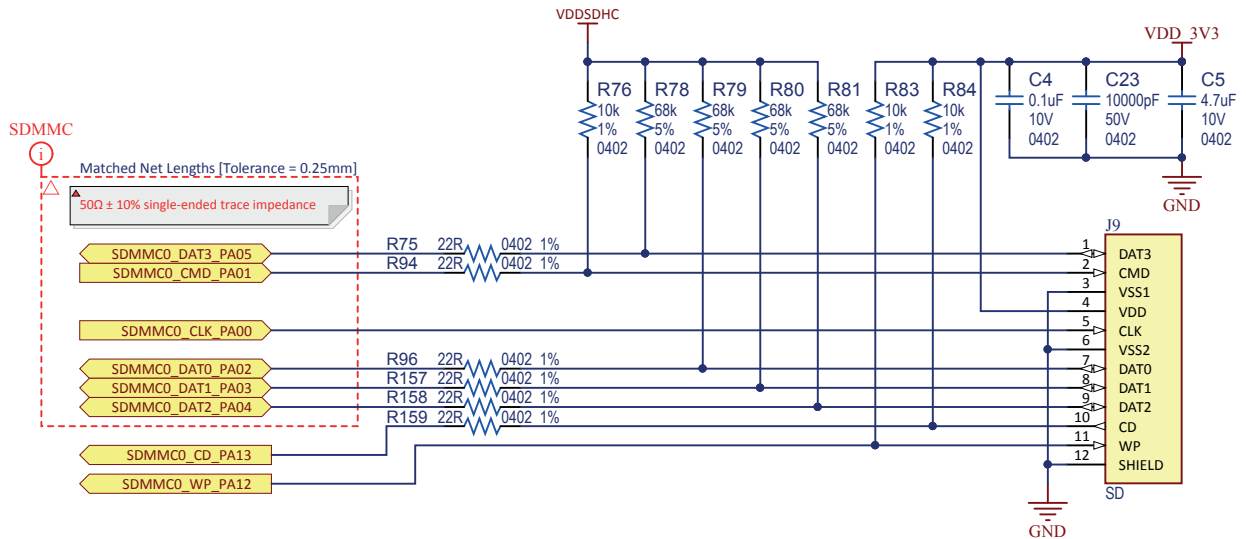 VDDSDHC
VDD_3V3
R76 R78 R79 R80 R81 R83 R84 C4 C23 C5
10k 68k 68k 68k 68k 10k 10k 0.1uF 10000pF 4.7uF
1% 5% 5% 5% 5% 1% 1% 10V 50V 10V
0402 0402 0402 0402 0402 0402 0402 0402 0402 0402
SDMMC
i
Matched Net Lengths [Tolerance = 0.25mm]
50Ω ± 10% single-ended trace impedance
GND
J9
SDMMC0_DAT3_PA05 R75 22R 0402 1% 1 DAT3
SDMMC0_CMD_PA01 R94 22R 0402 1% 2 CMD
3 VSS1
4 VDD
SDMMC0_CLK_PA00 5 CLK
6 VSS2
SDMMC0_DAT0_PA02 R96 22R 0402 1% 7 DAT0
SDMMC0_DAT1_PA03 R157 22R 0402 1% 8 DAT1
SDMMC0_DAT2_PA04 R158 22R 0402 1% 9 DAT2
R159 22R 0402 1% 10 CD
SDMMC0_CD_PA13 11 WP
12 SHIELD
SDMMC0_WP_PA12
SD
GND